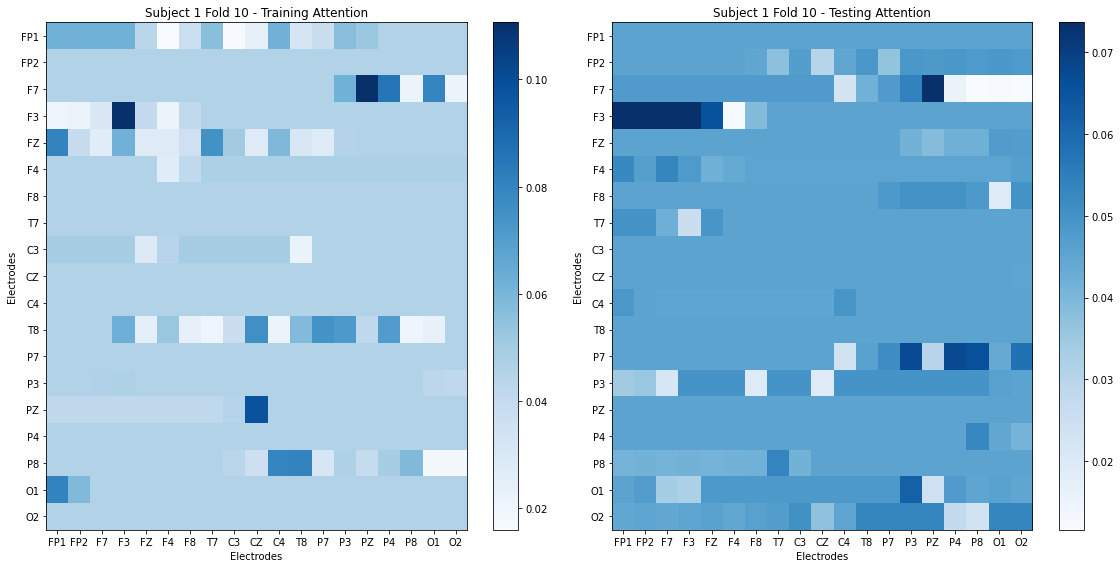 Subject 1 Fold 10 - Training Attention
FP1
FP2
F7
F3
FZ
F4
F8
T7
C3
CZ
C4
T8
P7
P3
PZ
P4
P8
O1
O2
Electrodes
FP1 FP2 F7 F3 FZ F4 F8 T7 C3 CZ C4 T8 P7 P3 PZ P4 P8 O1 O2
Electrodes
0.10
0.08
0.06
0.04
0.02
Subject 1 Fold 10 - Testing Attention
FP1
FP2
F7
F3
FZ
F4
F8
T7
C3
CZ
C4
T8
P7
P3
PZ
P4
P8
O1
O2
Electrodes
FP1 FP2 F7 F3 FZ F4 F8 T7 C3 CZ C4 T8 P7 P3 PZ P4 P8 O1 O2
Electrodes
0.07
0.06
0.05
0.04
0.03
0.02